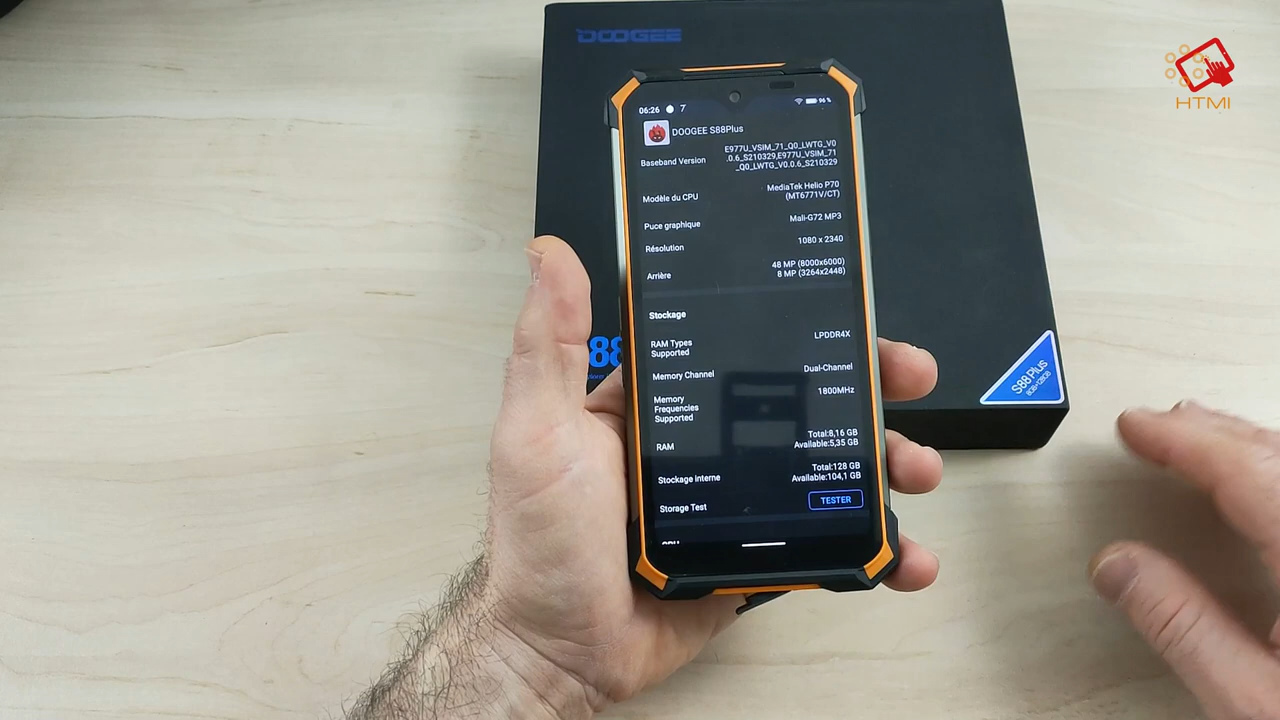 DOOGEE
HTMI
06:26 7 96 %
DOOGEE S88Plus
Baseband Version
E977U_VSIM_71_Q0_LWTG_V0
.0.6_S210329,E977U_VSIM_71
_Q0_LWTG_V0.0.6_S210329
Modèle du CPU
MediaTek Helio P70
(MT6771V/CT)
Puce graphique
Mali-G72 MP3
Résolution
1080 x 2340
Arrière
48 MP (8000x6000)
8 MP (3264x2448)
Stockage
RAM Types
Supported
LPDDR4X
Memory Channel
Dual-Channel
Memory
Frequencies
Supported
1800MHz
RAM
Total:8,16 GB
Available:5,35 GB
Stockage interne
Total:128 GB
Available:104,1 GB
Storage Test
TESTER
88
S88 Plus
8GB+128GB